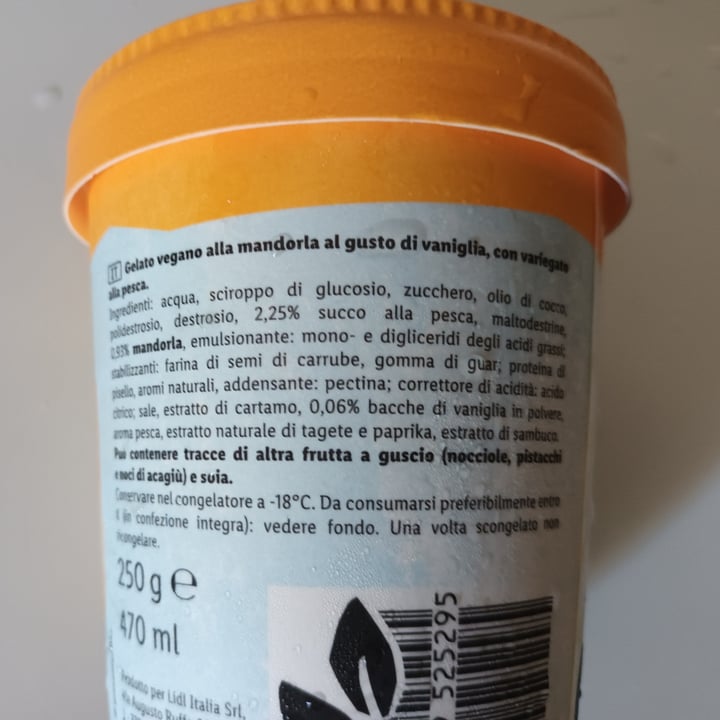 IT Gelato vegano alla mandorla al gusto di vaniglia, con variegato
alla pesca.
Ingredienti: acqua, sciroppo di glucosio, zucchero, olio di cocco,
polidestrosio, destrosio, 2,25% succo alla pesca, maltodestrine,
0,93% mandorla, emulsionante: mono- e digliceridi degli acidi grassi;
stabilizzanti: farina di semi di carrube, gomma di guar; proteina di
pisello, aromi naturali, addensante: pectina; correttore di acidità: acido
citrico; sale, estratto di cartamo, 0,06% bacche di vaniglia in polvere,
aroma pesca, estratto naturale di tagete e paprika, estratto di sambuco.
Può contenere tracce di altra frutta a guscio (nocciole, pistacchi
e noci di acagiù) e soia.
Conservare nel congelatore a -18°C. Da consumarsi preferibilmente entro
il (in confezione integra): vedere fondo. Una volta scongelato non
ricongelare.
250 g e
470 ml
Prodotto per Lidl Italia Srl,
Via Augusto
525295